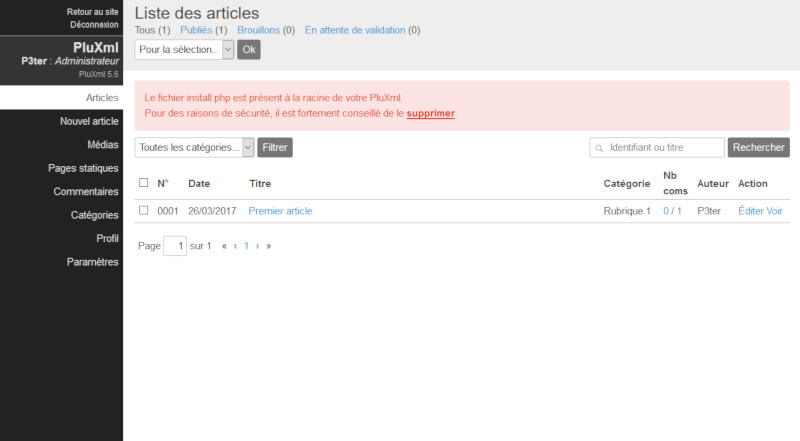 Retour au site
Déconnexion
PluXml
P3ter : Administrateur
PluXml 5.6
Articles
Nouvel article
Médias
Pages statiques
Commentaires
Catégories
Profil
Paramètres
Liste des articles
Tous (1) Publiés (1) Brouillons (0) En attente de validation (0)
Pour la sélection... Ok
Le fichier install.php est présent à la racine de votre PluXml.
Pour des raisons de sécurité, il est fortement conseillé de le supprimer
Toutes les catégories... Filtrer Identifiant ou titre Rechercher
N° Date Titre Catégorie Nb coms Auteur Action
0001 26/03/2017 Premier article Rubrique 1 0 / 1 P3ter Éditer Voir
Page 1 sur 1 « ‹ 1 › »